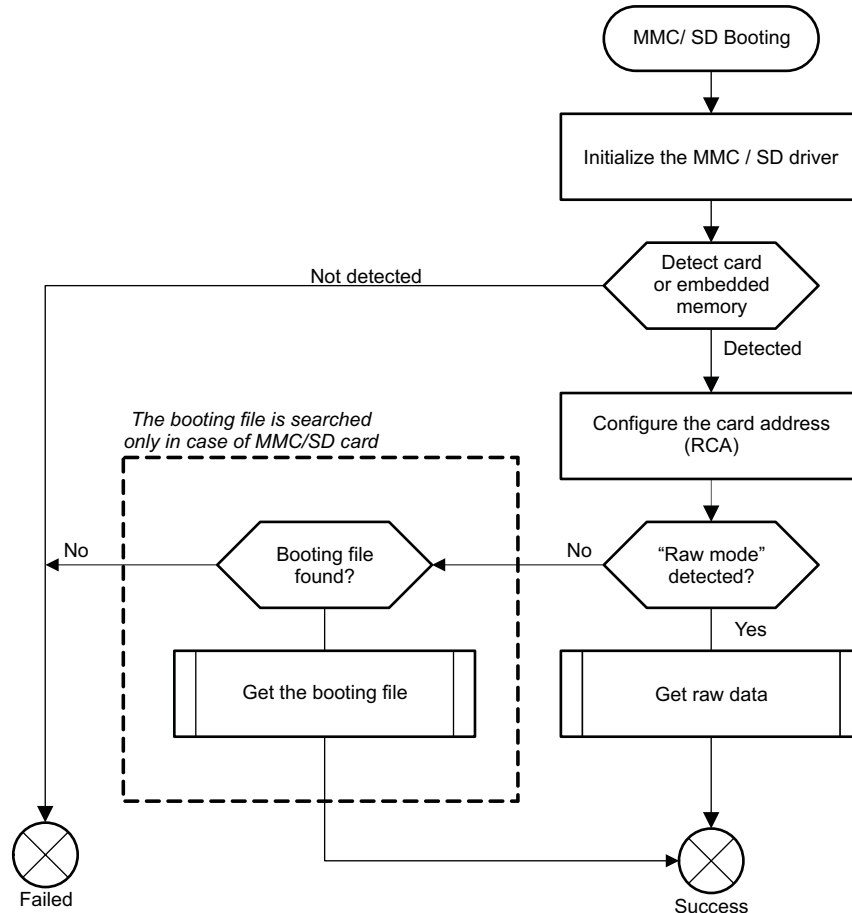 MMC/ SD Booting
Initialize the MMC / SD driver
Detect card
or embedded
memory
Not detected
Detected
Configure the card address
(RCA)
The booting file is searched
only in case of MMC/SD card
No
Booting file
found?
No
“Raw mode”
detected?
Yes
Get the booting file
Get raw data
Failed
Success